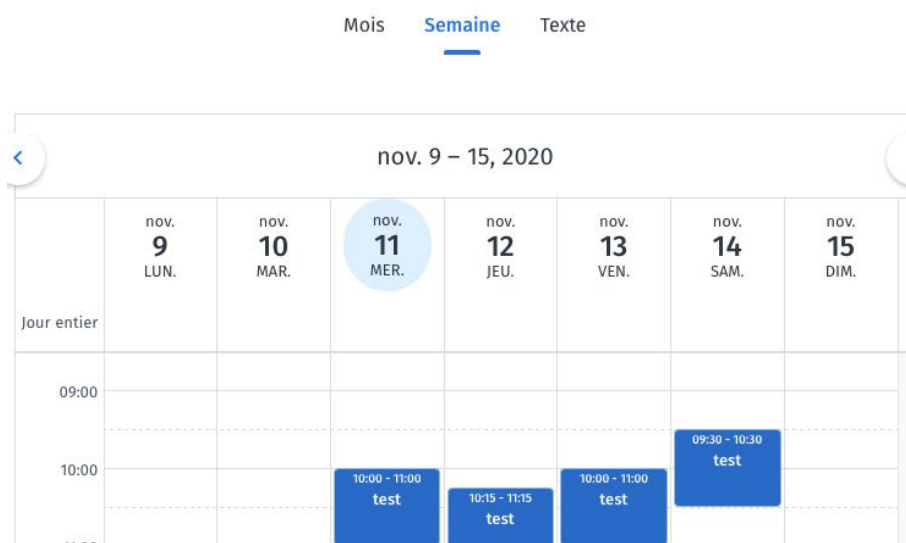 Mois Semaine Texte
nov. 9 – 15, 2020
nov. nov. nov. nov. nov. nov. nov.
9 10 11 12 13 14 15
LUN. MAR. MER. JEU. VEN. SAM. DIM.
Jour entier
09:00
09:30 - 10:30
test
10:00
10:00 - 11:00
test
10:15 - 11:15
test
10:00 - 11:00
test